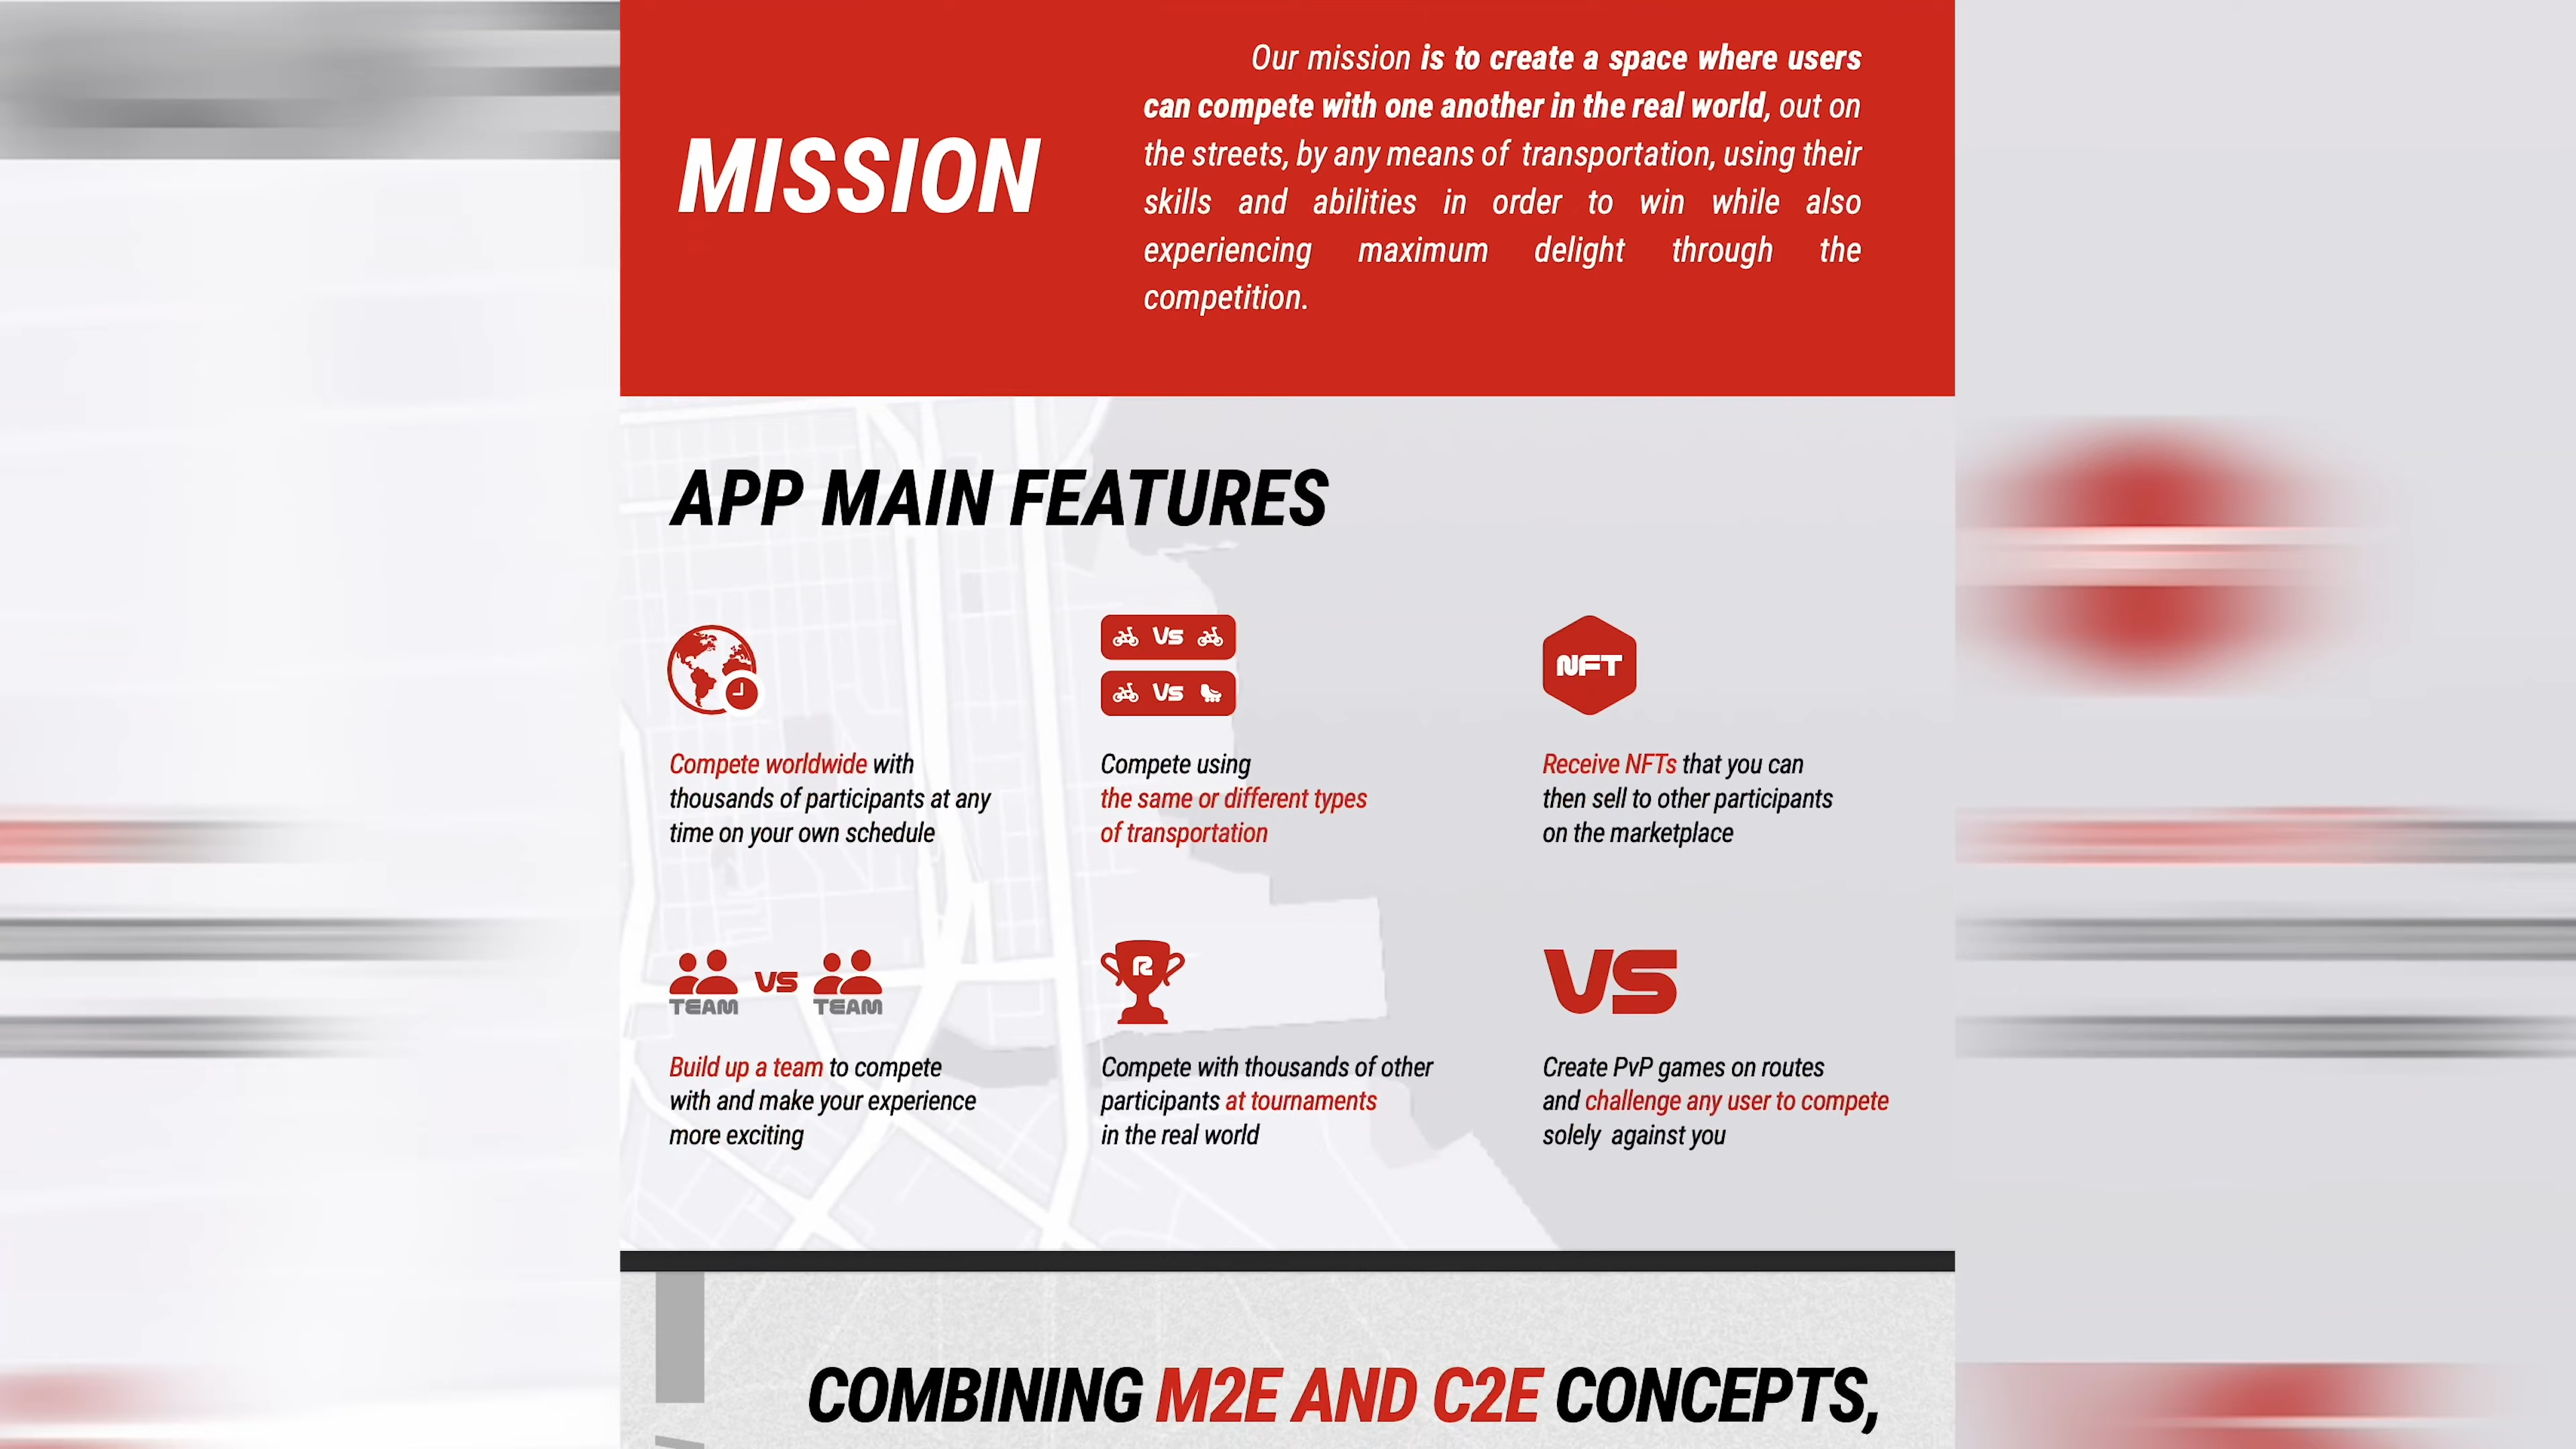 MISSION
Our mission is to create a space where users
can compete with one another in the real world, out on
the streets, by any means of transportation, using their
skills and abilities in order to win while also
experiencing maximum delight through the
competition.
APP MAIN FEATURES
Vs
Vs
NFT
Compete worldwide with
thousands of participants at any
time on your own schedule
Compete using
the same or different types
of transportation
Receive NFTs that you can
then sell to other participants
on the marketplace
TEAM VS TEAM
R
VS
Build up a team to compete
with and make your experience
more exciting
Compete with thousands of other
participants at tournaments
in the real world
Create PvP games on routes
and challenge any user to compete
solely against you
COMBINING M2E AND C2E CONCEPTS,